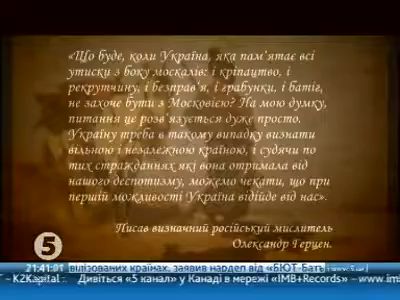 «Що буде, коли Україна, яка пам'ятає всі
утиски з боку москалів: і кріпацтво, і
рекрутчину, і безправ'я, і грабунки, і батіг,
не захоче бути з Московією? На мою думку,
питання це розв'язується дуже просто.
Україну треба в такому випадку визнати
вільною і незалежною країною, і судячи по
тих стражданнях які вона отримала від
нашого деспотизму, можемо чекати, що при
першій можливості Україна відійде від нас».
Писав визначний російський мислитель
Олександр Герцен.
5
21:41:01 вілізованих країнах, заявив нардеп від «БЮТ-Бать
- K2Kapital : Дивіться «5 канал» у Канаді в мережі «IMB+Records» – www.im